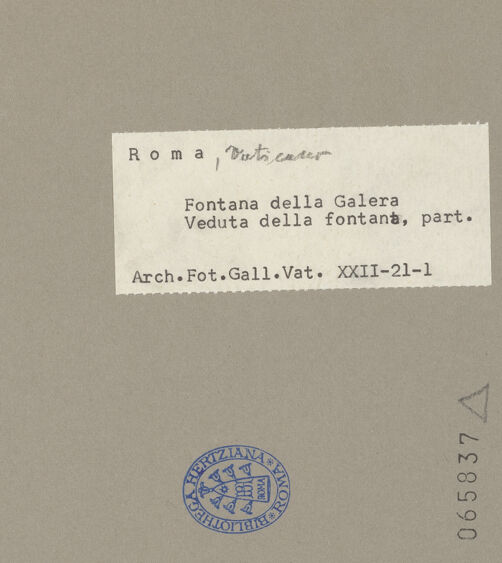 Roma, Vaticano
Fontana della Galera
Veduta della fontana, part.
Arch.Fot.Gall.Vat. XXII-21-1
065837
BIBLIOTHECA HERTZIANA * ROMA *
ROMA